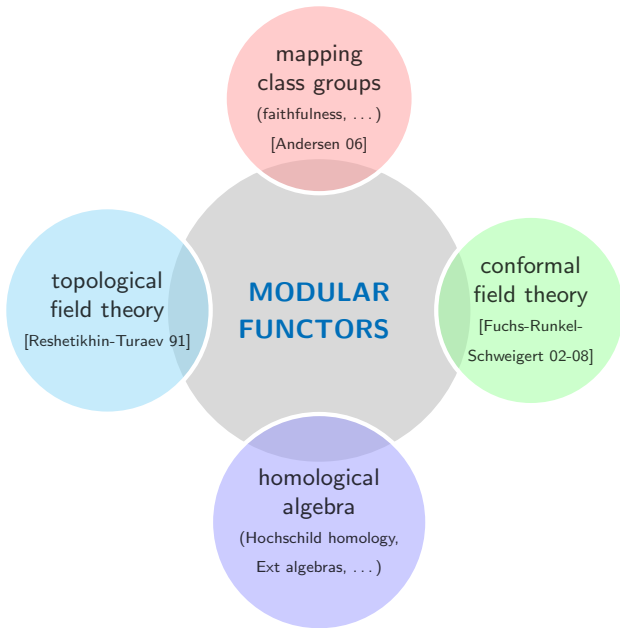 mapping
class groups
(faithfulness, ...)
[Andersen 06]
topological
field theory
[Reshetikhin-Turaev 91]
MODULAR
FUNCTORS
conformal
field theory
[Fuchs-Runkel-
Schweigert 02-08]
homological
algebra
(Hochschild homology,
Ext algebras, ...)